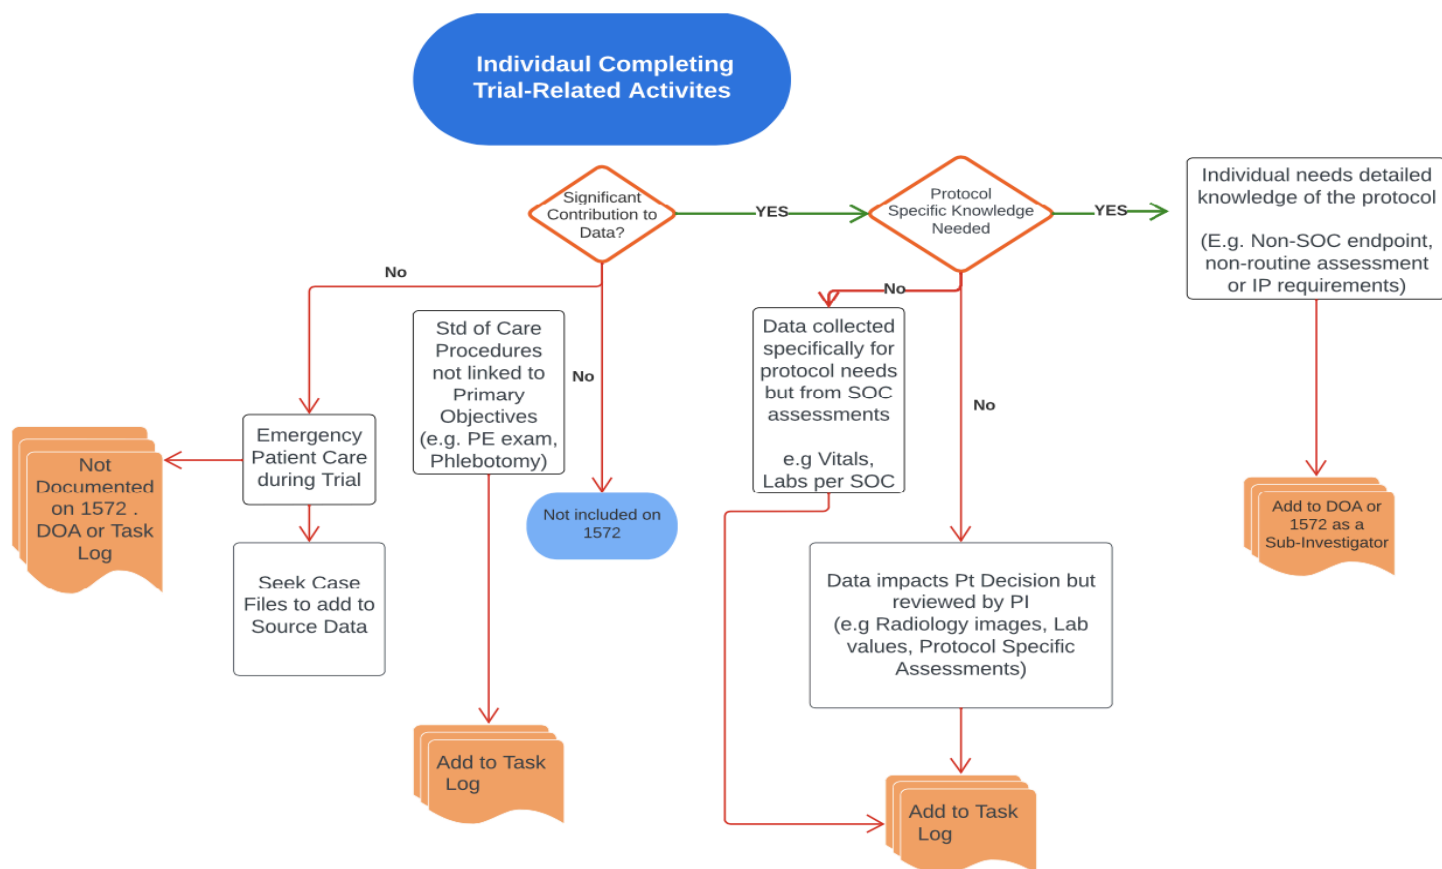 Individaul Completing
Trial-Related Activites
Significant
Contribution to
Data?
YES
Protocol
Specific Knowledge
Needed
YES
Individual needs detailed
knowledge of the protocol
(E.g. Non-SOC endpoint,
non-routine assessment
or IP requirements)
No
No
No
No
Std of Care
Procedures
not linked to
Primary
Objectives
(e.g. PE exam,
Phlebotomy)
Data collected
specifically for
protocol needs
but from SOC
assessments
e.g Vitals,
Labs per SOC
Emergency
Patient Care
during Trial
Not
Documented
on 1572 .
DOA or Task
Log
Not included on
1572
Add to DOA or
1572 as a
Sub-Investigator
Seek Case
Files to add to
Source Data
Data impacts Pt Decision but
reviewed by PI
(e.g Radiology images, Lab
values, Protocol Specific
Assessments)
Add to Task
Log
Add to Task
Log